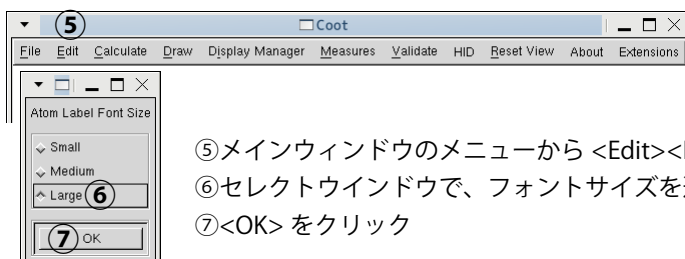 ⑤
Coot
File Edit Calculate Draw Display Manager Measures Validate HID Reset View About Extensions
Atom Label Font Size
Small
Medium
Large ⑥
⑦ OK
⑤メインウィンドウのメニューから <Edit><
⑥セレクトウインドウで、フォントサイズを
⑦<OK> をクリック